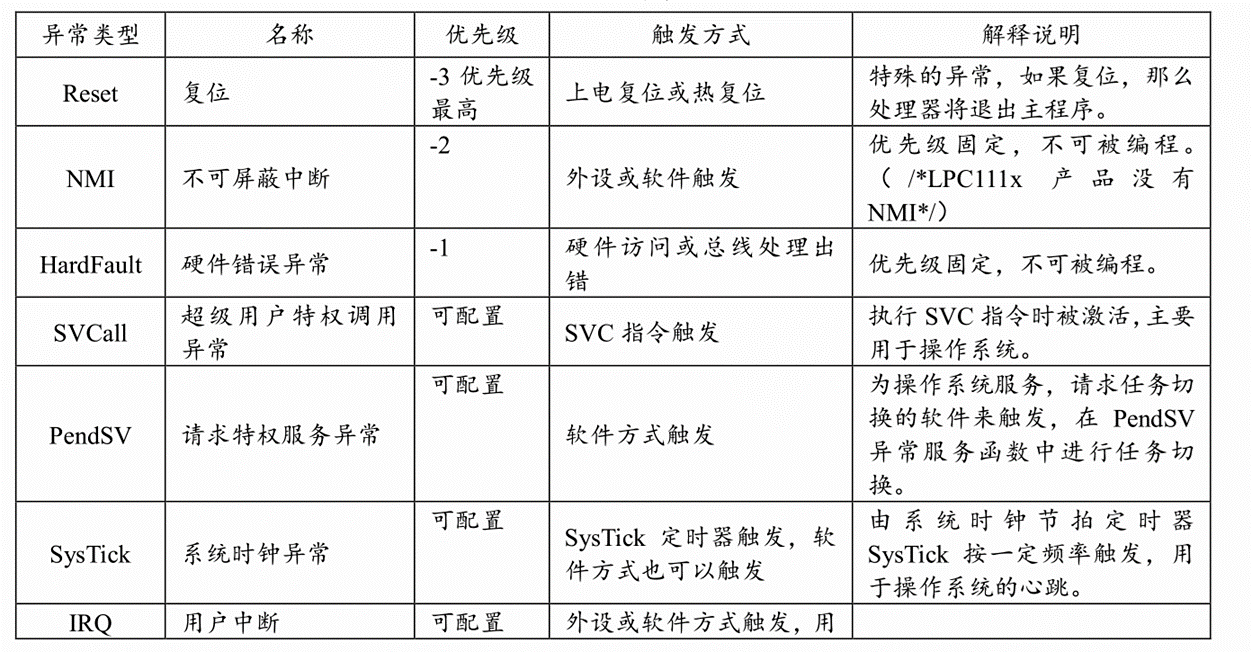 异常类型 名称 优先级 触发方式 解释说明
Reset 复位 -3 优先级最高 上电复位或热复位 特殊的异常，如果复位，那么处理器将退出主程序。
NMI 不可屏蔽中断 -2 外设或软件触发 优先级固定，不可被编程。（/*LPC111x 产品没有NMI*/）
HardFault 硬件错误异常 -1 硬件访问或总线处理出错 优先级固定，不可被编程。
SVCall 超级用户特权调用异常 可配置 SVC 指令触发 执行 SVC 指令时被激活，主要用于操作系统。
PendSV 请求特权服务异常 可配置 软件方式触发 为操作系统服务，请求任务切换的软件来触发，在 PendSV 异常服务函数中进行任务切换。
SysTick 系统时钟异常 可配置 SysTick 定时器触发，软件方式也可以触发 由系统时钟节拍定时器 SysTick 按一定频率触发，用于操作系统的心跳。
IRQ 用户中断 可配置 外设或软件方式触发，用